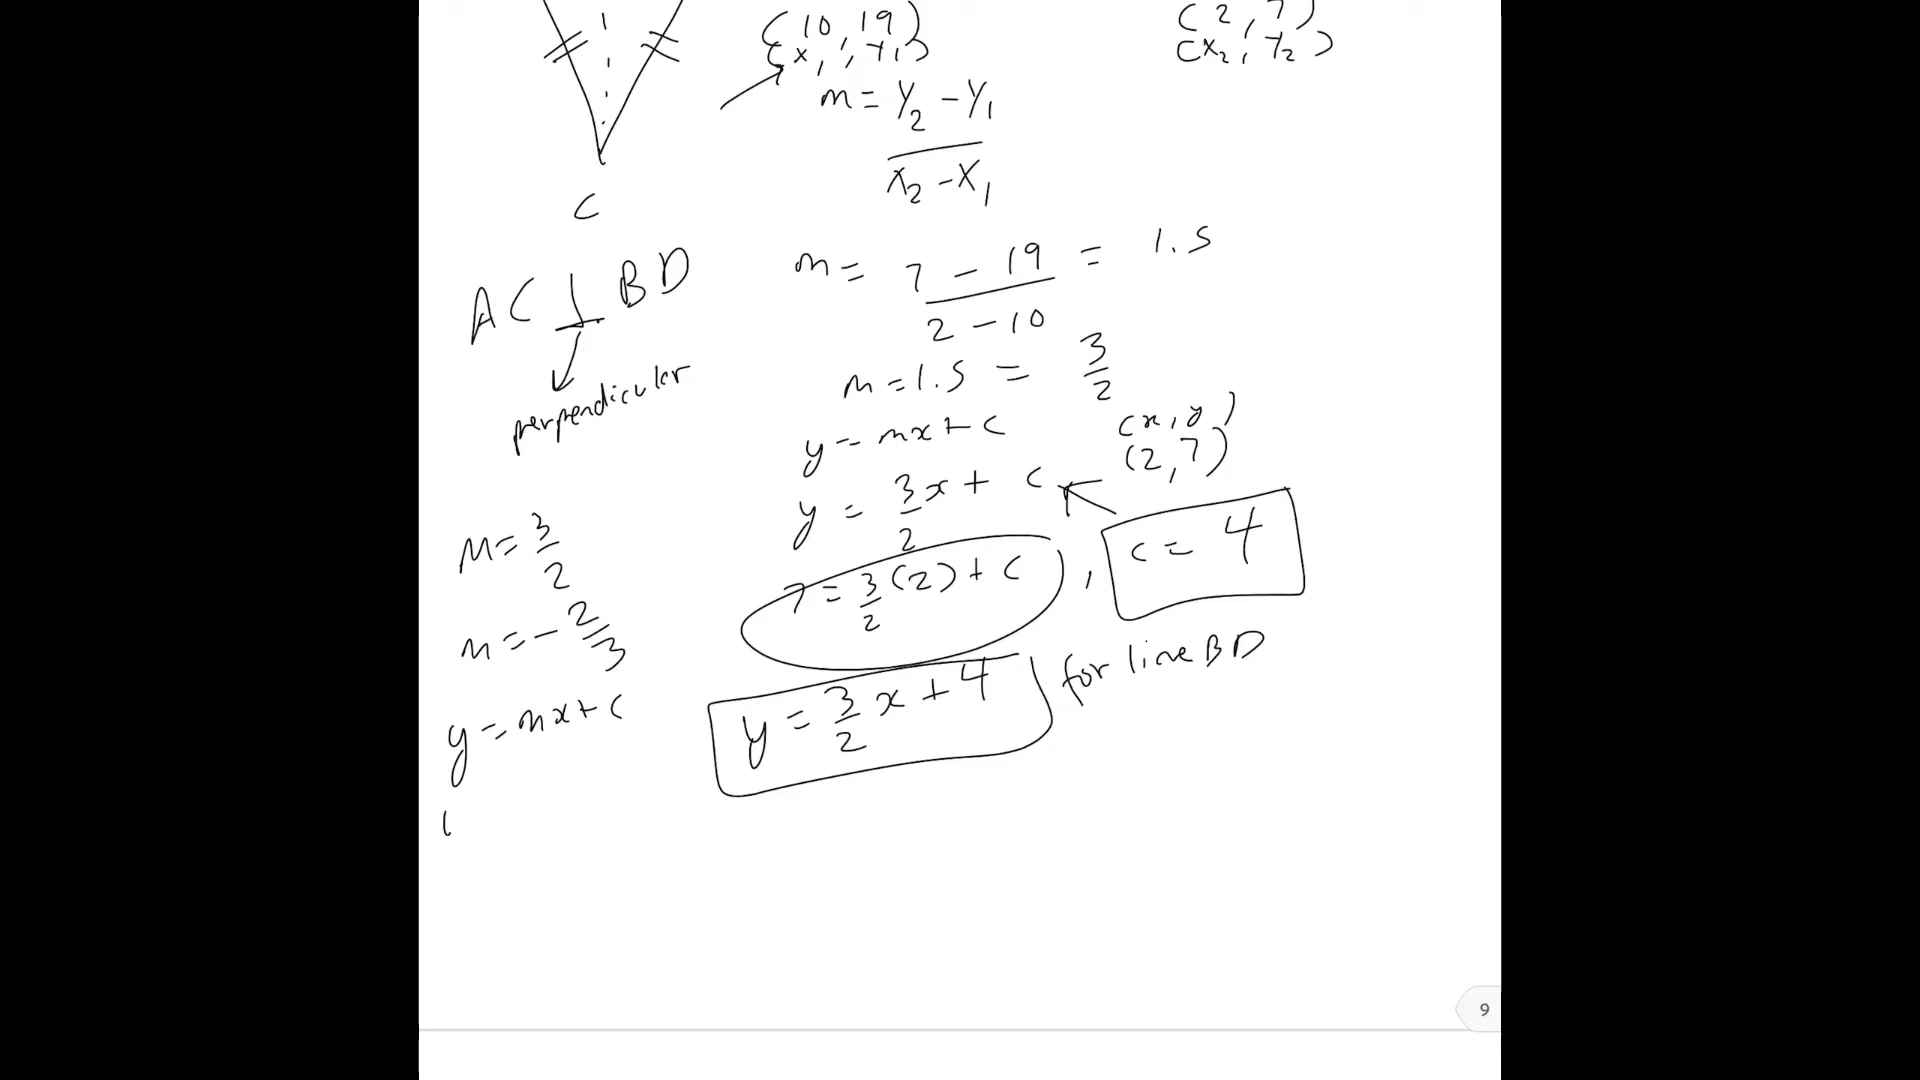 (10, 19)
(x₁, y₁)
(2, 7)
(x₂, y₂)
m = y₂ - y₁
x₂ - x₁
C
m = 7 - 19 = 1.5
2 - 10
AC ⊥ BD
perpendicular
m = 1.5 = 3/2
y = mx + c
(x, y)
(2, 7)
y = 3/2 x + c
7 = 3/2 (2) + c , c = 4
y = 3/2 x + 4 for line BD
M = 3/2
m = - 2/3
y = mx + c
9